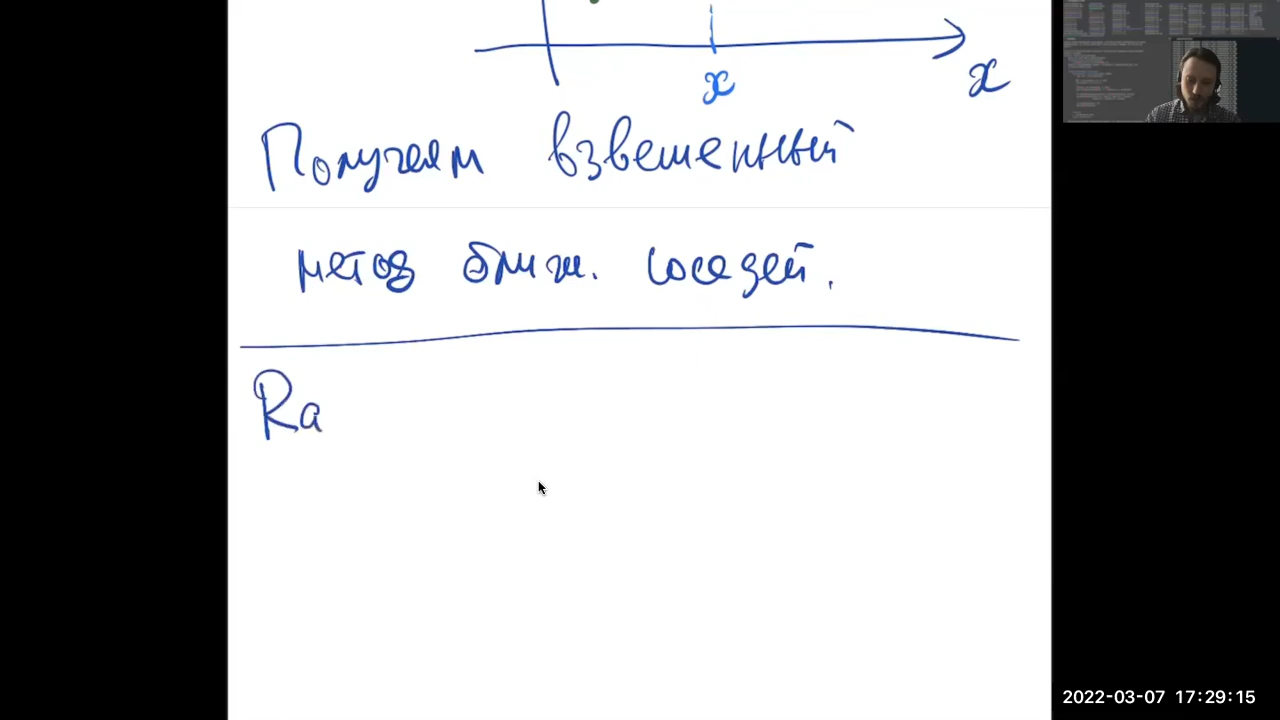 x
x
Получаем взвешенный
метод ближ. соседей.
Ra
2022-03-07 17:29:15